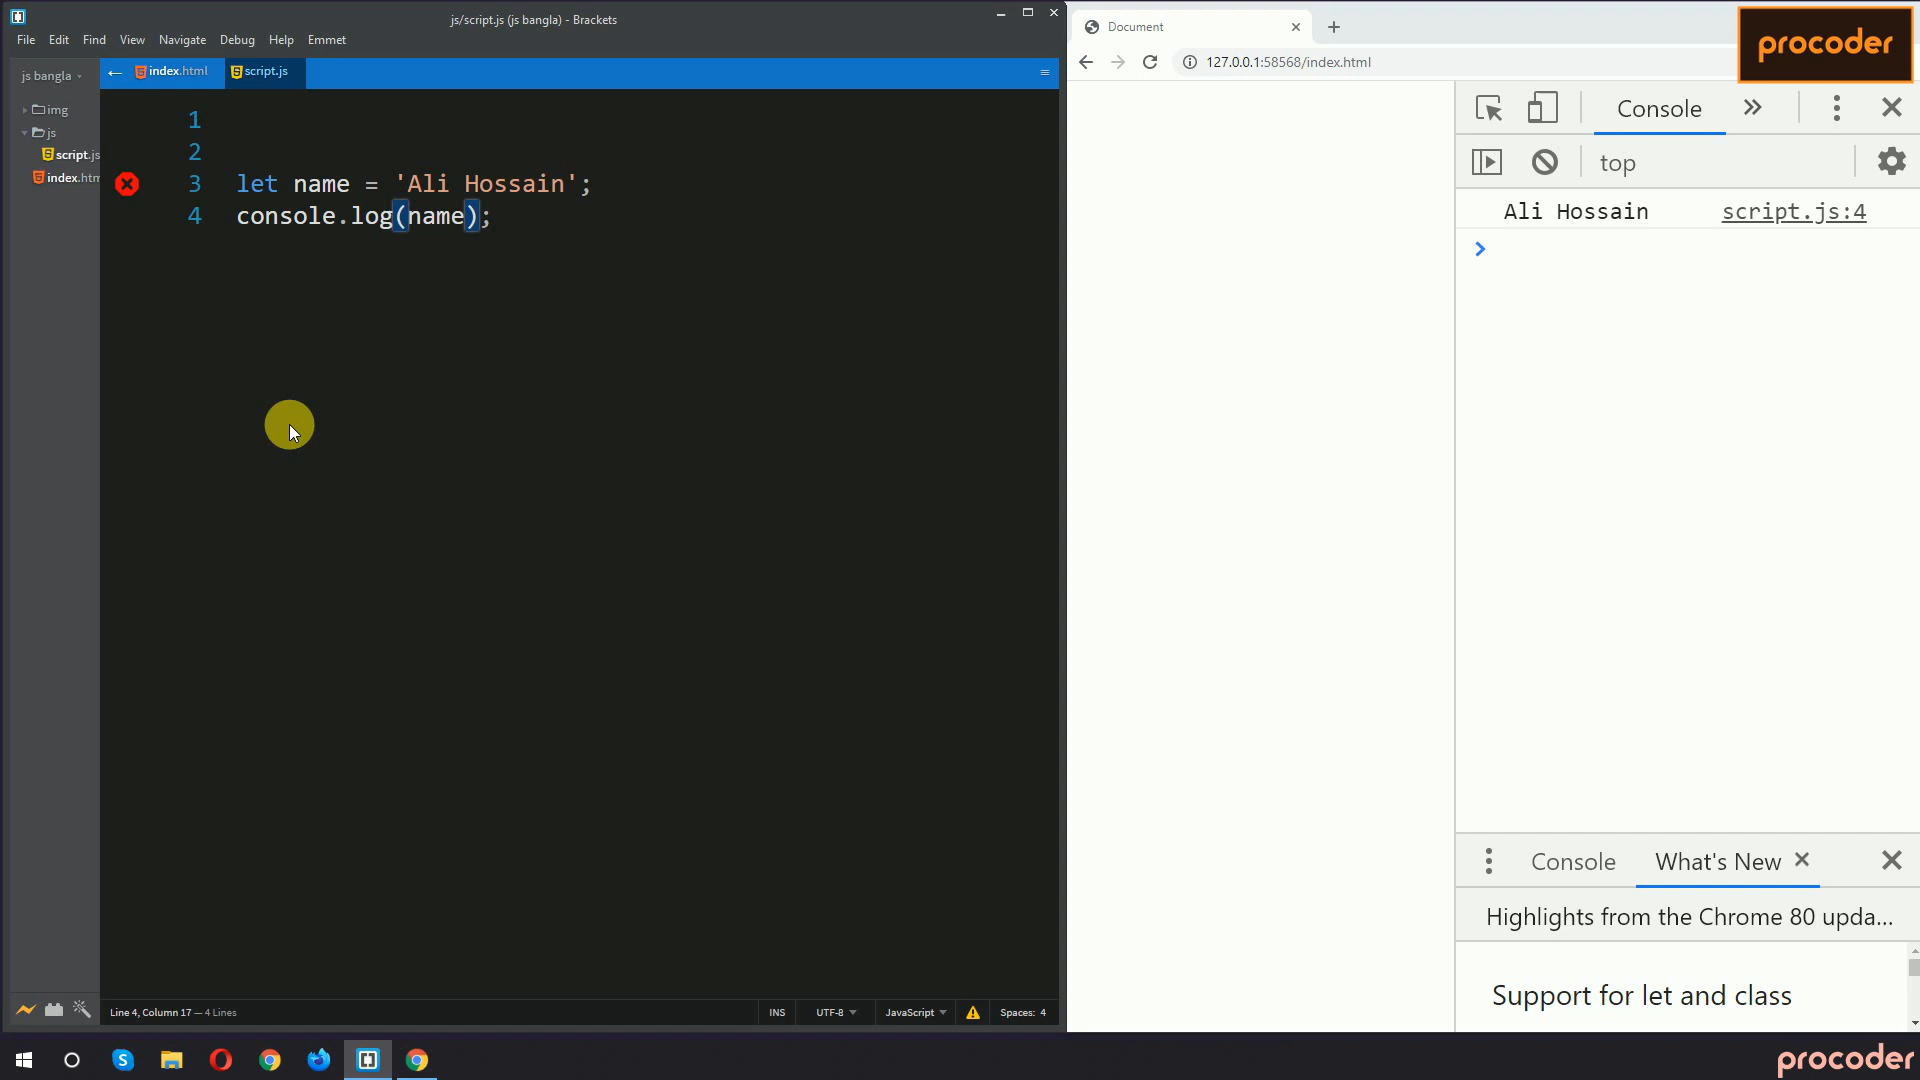 js/script.js (js bangla) - Brackets
File Edit Find View Navigate Debug Help Emmet
js bangla
img
js
script.js
index.htm
index.html
script.js
1
2
3 let name = 'Ali Hossain';
4 console.log(name);
Line 4, Column 17 — 4 Lines
INS UTF-8 JavaScript Spaces: 4
Document
127.0.0.1:58568/index.html
procoder
Console
top
Ali Hossain script.js:4
Console What's New
Highlights from the Chrome 80 upda...
Support for let and class
procoder